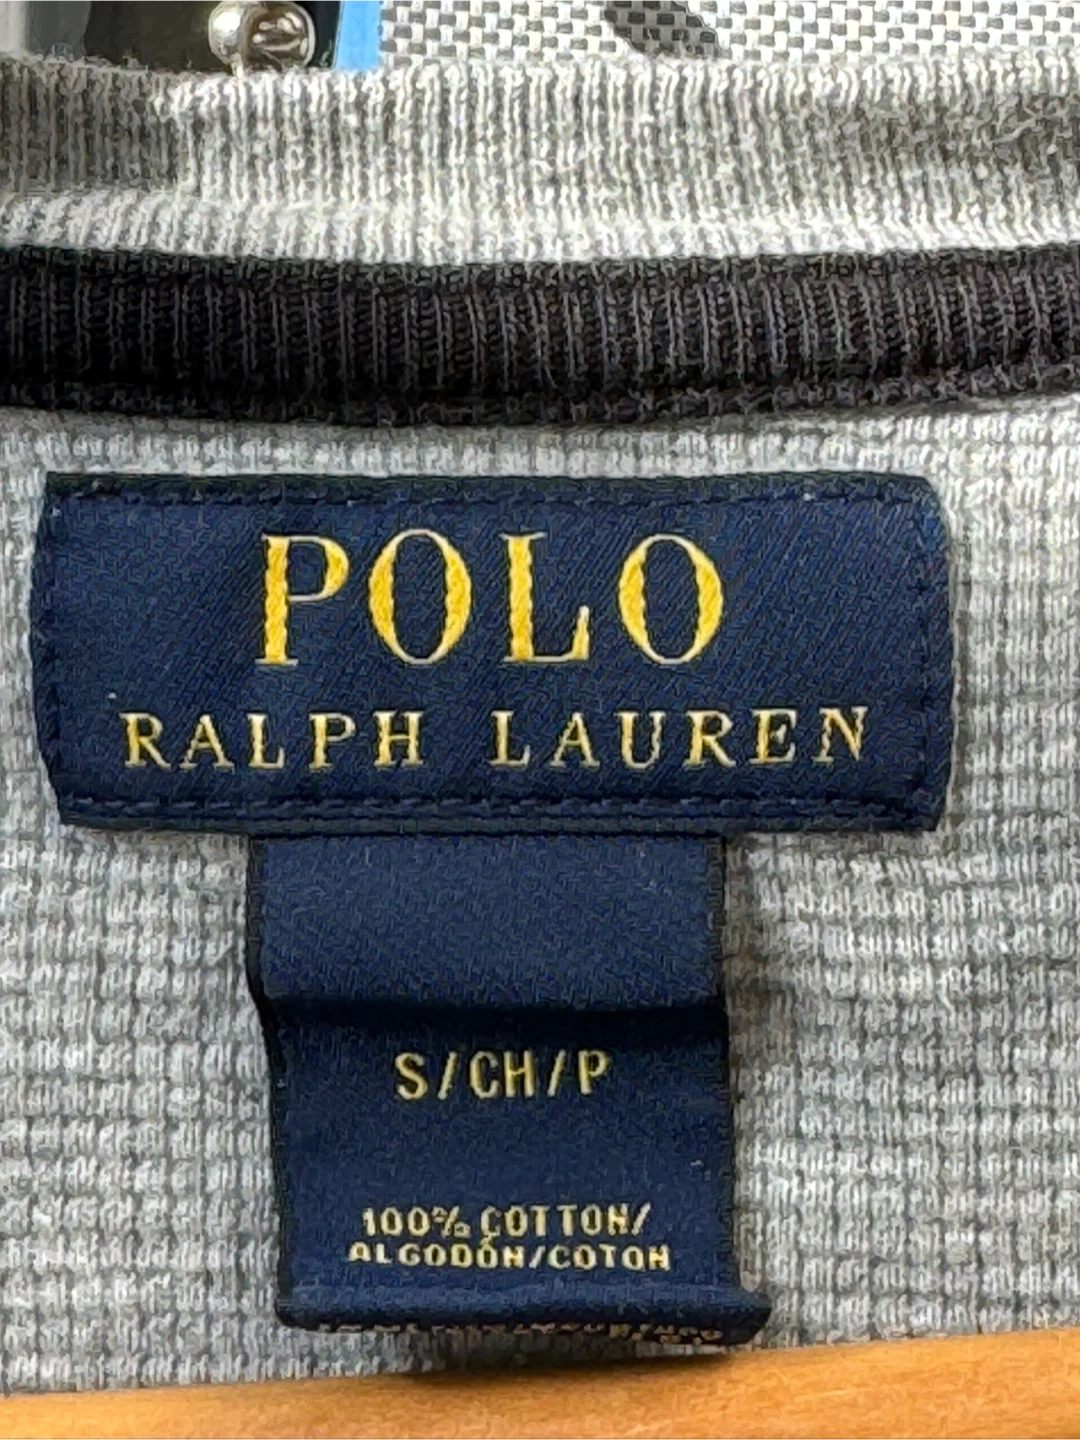 POLO
RALPH LAUREN
S/CH/P
100% COTTON/
ALGODÓN/COTON